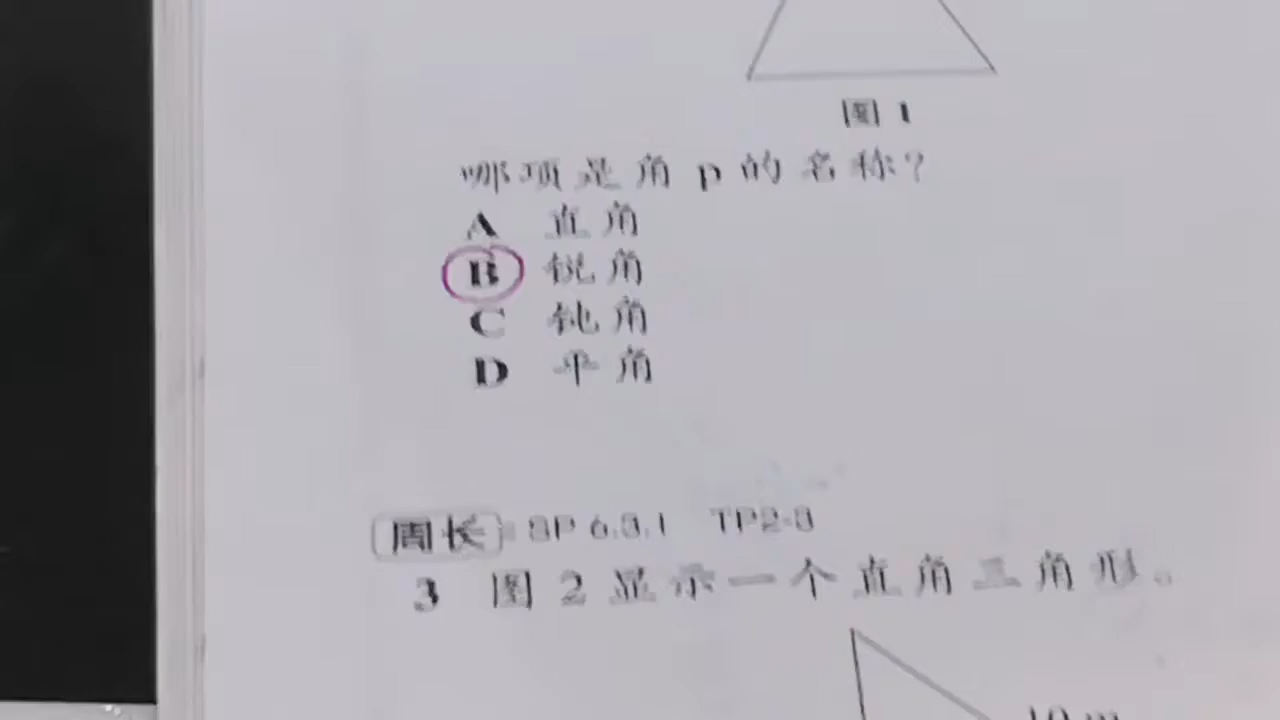 图 1
哪项是角 p 的名称？
A 直角
B 锐角
C 钝角
D 平角
周长 SP 6.3.1 TP2-3
3 图 2 显示一个直角三角形。